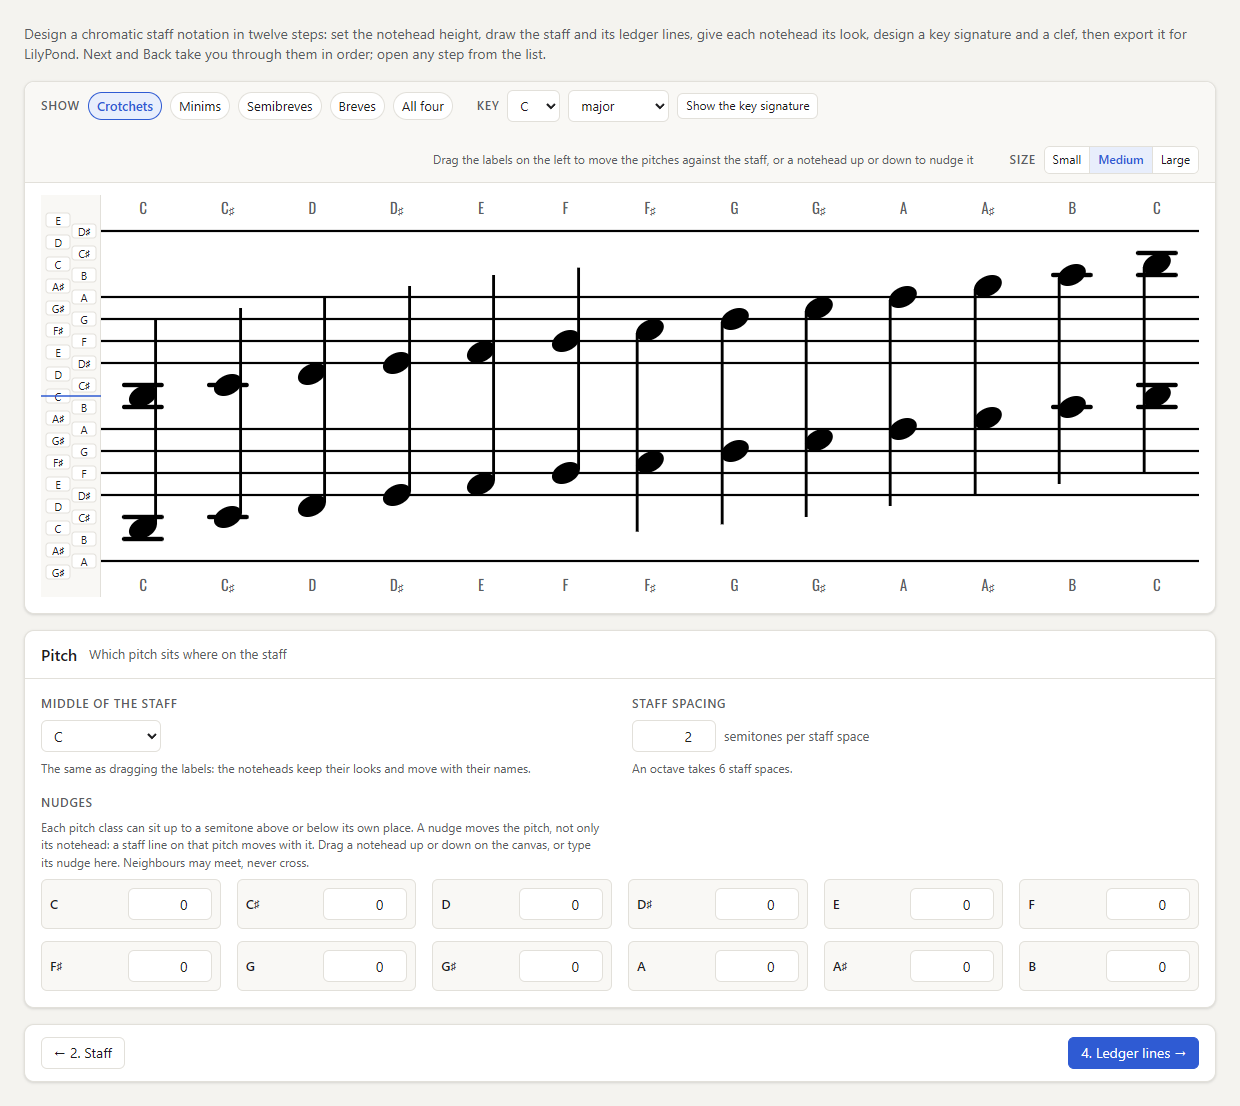 Design a chromatic staff notation in twelve steps: set the notehead height, draw the staff and its ledger lines, give each notehead its look, design a key signature and a clef, then export it for
LilyPond. Next and Back take you through them in order; open any step from the list.
SHOW Crotchets Minims Semibreves Breves All four KEY C major Show the key signature
Drag the labels on the left to move the pitches against the staff, or a notehead up or down to nudge it SIZE Small Medium Large
C C♯ D D♯ E F F♯ G G♯ A A♯ B C
E
D♯
D
C♯
C
B
A♯
A
G♯
G
F♯
F
E
D♯
D
C♯
C
B
A♯
A
G♯
G
F♯
F
E
D♯
D
C♯
C
B
A♯
A
G♯
C C♯ D D♯ E F F♯ G G♯ A A♯ B C
Pitch Which pitch sits where on the staff
MIDDLE OF THE STAFF
C
The same as dragging the labels: the noteheads keep their looks and move with their names.
STAFF SPACING
2 semitones per staff space
An octave takes 6 staff spaces.
NUDGES
Each pitch class can sit up to a semitone above or below its own place. A nudge moves the pitch, not only
its notehead: a staff line on that pitch moves with it. Drag a notehead up or down on the canvas, or type
its nudge here. Neighbours may meet, never cross.
C 0 C♯ 0 D 0 D♯ 0 E 0 F 0
F♯ 0 G 0 G♯ 0 A 0 A♯ 0 B 0
← 2. Staff 4. Ledger lines →